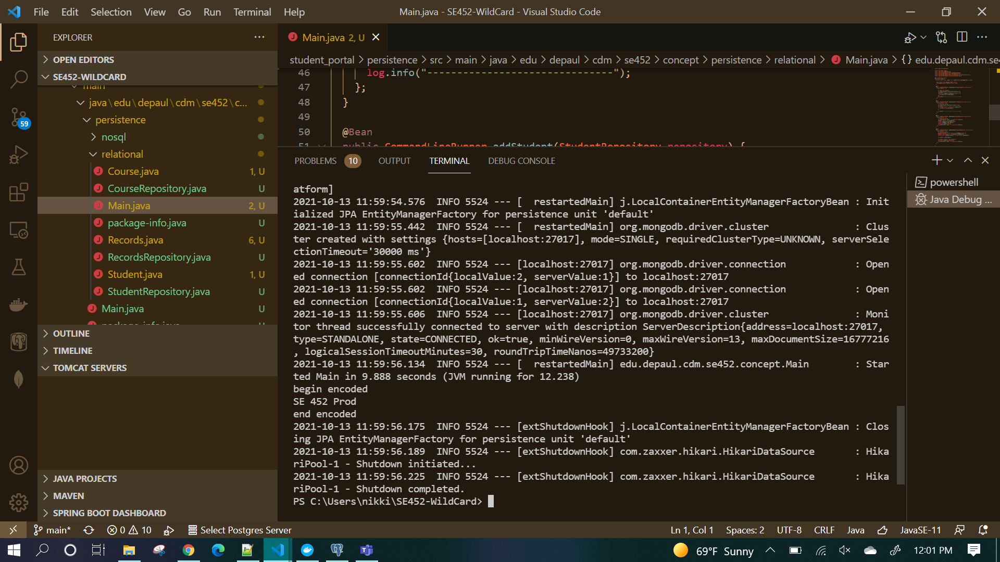 File Edit Selection View Go Run Terminal Help
Main.java - SE452-WildCard - Visual Studio Code
EXPLORER
OPEN EDITORS
SE452-WILDCARD
main
java\edu\depaul\cdm\se452\c...
persistence
nosql
relational
Course.java 1, U
CourseRepository.java U
Main.java 2, U
package-info.java U
Records.java 6, U
RecordsRepository.java U
Student.java 1, U
StudentRepository.java U
Main.java U
package-info.java U
OUTLINE
TIMELINE
TOMCAT SERVERS
JAVA PROJECTS
MAVEN
SPRING BOOT DASHBOARD
59
Main.java 2, U
student_portal > persistence > src > main > java > edu > depaul > cdm > se452 > concept > persistence > relational > Main.java > {} edu.depaul.cdm.se
46 log.info("--------------------------------");
47 };
48 }
49
50 @Bean
51 public CommandLineRunner addStudent(StudentRepository repository) {
PROBLEMS 10 OUTPUT TERMINAL DEBUG CONSOLE
powershell
Java Debug ...
atform]
2021-10-13 11:59:54.576  INFO 5524 --- [  restartedMain] j.LocalContainerEntityManagerFactoryBean : Init
ialized JPA EntityManagerFactory for persistence unit 'default'
2021-10-13 11:59:55.442  INFO 5524 --- [  restartedMain] org.mongodb.driver.cluster               : Clus
ter created with settings {hosts=[localhost:27017], mode=SINGLE, requiredClusterType=UNKNOWN, serverSele
ctionTimeout='30000 ms'}
2021-10-13 11:59:55.602  INFO 5524 --- [localhost:27017] org.mongodb.driver.connection            : Open
ed connection [connectionId{localValue:2, serverValue:1}] to localhost:27017
2021-10-13 11:59:55.602  INFO 5524 --- [localhost:27017] org.mongodb.driver.connection            : Open
ed connection [connectionId{localValue:1, serverValue:2}] to localhost:27017
2021-10-13 11:59:55.606  INFO 5524 --- [localhost:27017] org.mongodb.driver.cluster               : Moni
tor thread successfully connected to server with description ServerDescription{address=localhost:27017,
type=STANDALONE, state=CONNECTED, ok=true, minWireVersion=0, maxWireVersion=13, maxDocumentSize=16777216
, logicalSessionTimeoutMinutes=30, roundTripTimeNanos=49733200}
2021-10-13 11:59:56.134  INFO 5524 --- [  restartedMain] edu.depaul.cdm.se452.concept.Main        : Star
ted Main in 9.888 seconds (JVM running for 12.238)
begin encoded
SE 452 Prod
end encoded
2021-10-13 11:59:56.175  INFO 5524 --- [extShutdownHook] j.LocalContainerEntityManagerFactoryBean : Clos
ing JPA EntityManagerFactory for persistence unit 'default'
2021-10-13 11:59:56.189  INFO 5524 --- [extShutdownHook] com.zaxxer.hikari.HikariDataSource       : Hika
riPool-1 - Shutdown initiated...
2021-10-13 11:59:56.225  INFO 5524 --- [extShutdownHook] com.zaxxer.hikari.HikariDataSource       : Hika
riPool-1 - Shutdown completed.
PS C:\Users\nikki\SE452-WildCard>
main* 0 10 Select Postgres Server
Ln 1, Col 1 Spaces: 2 UTF-8 CRLF Java JavaSE-11
69°F Sunny 12:01 PM